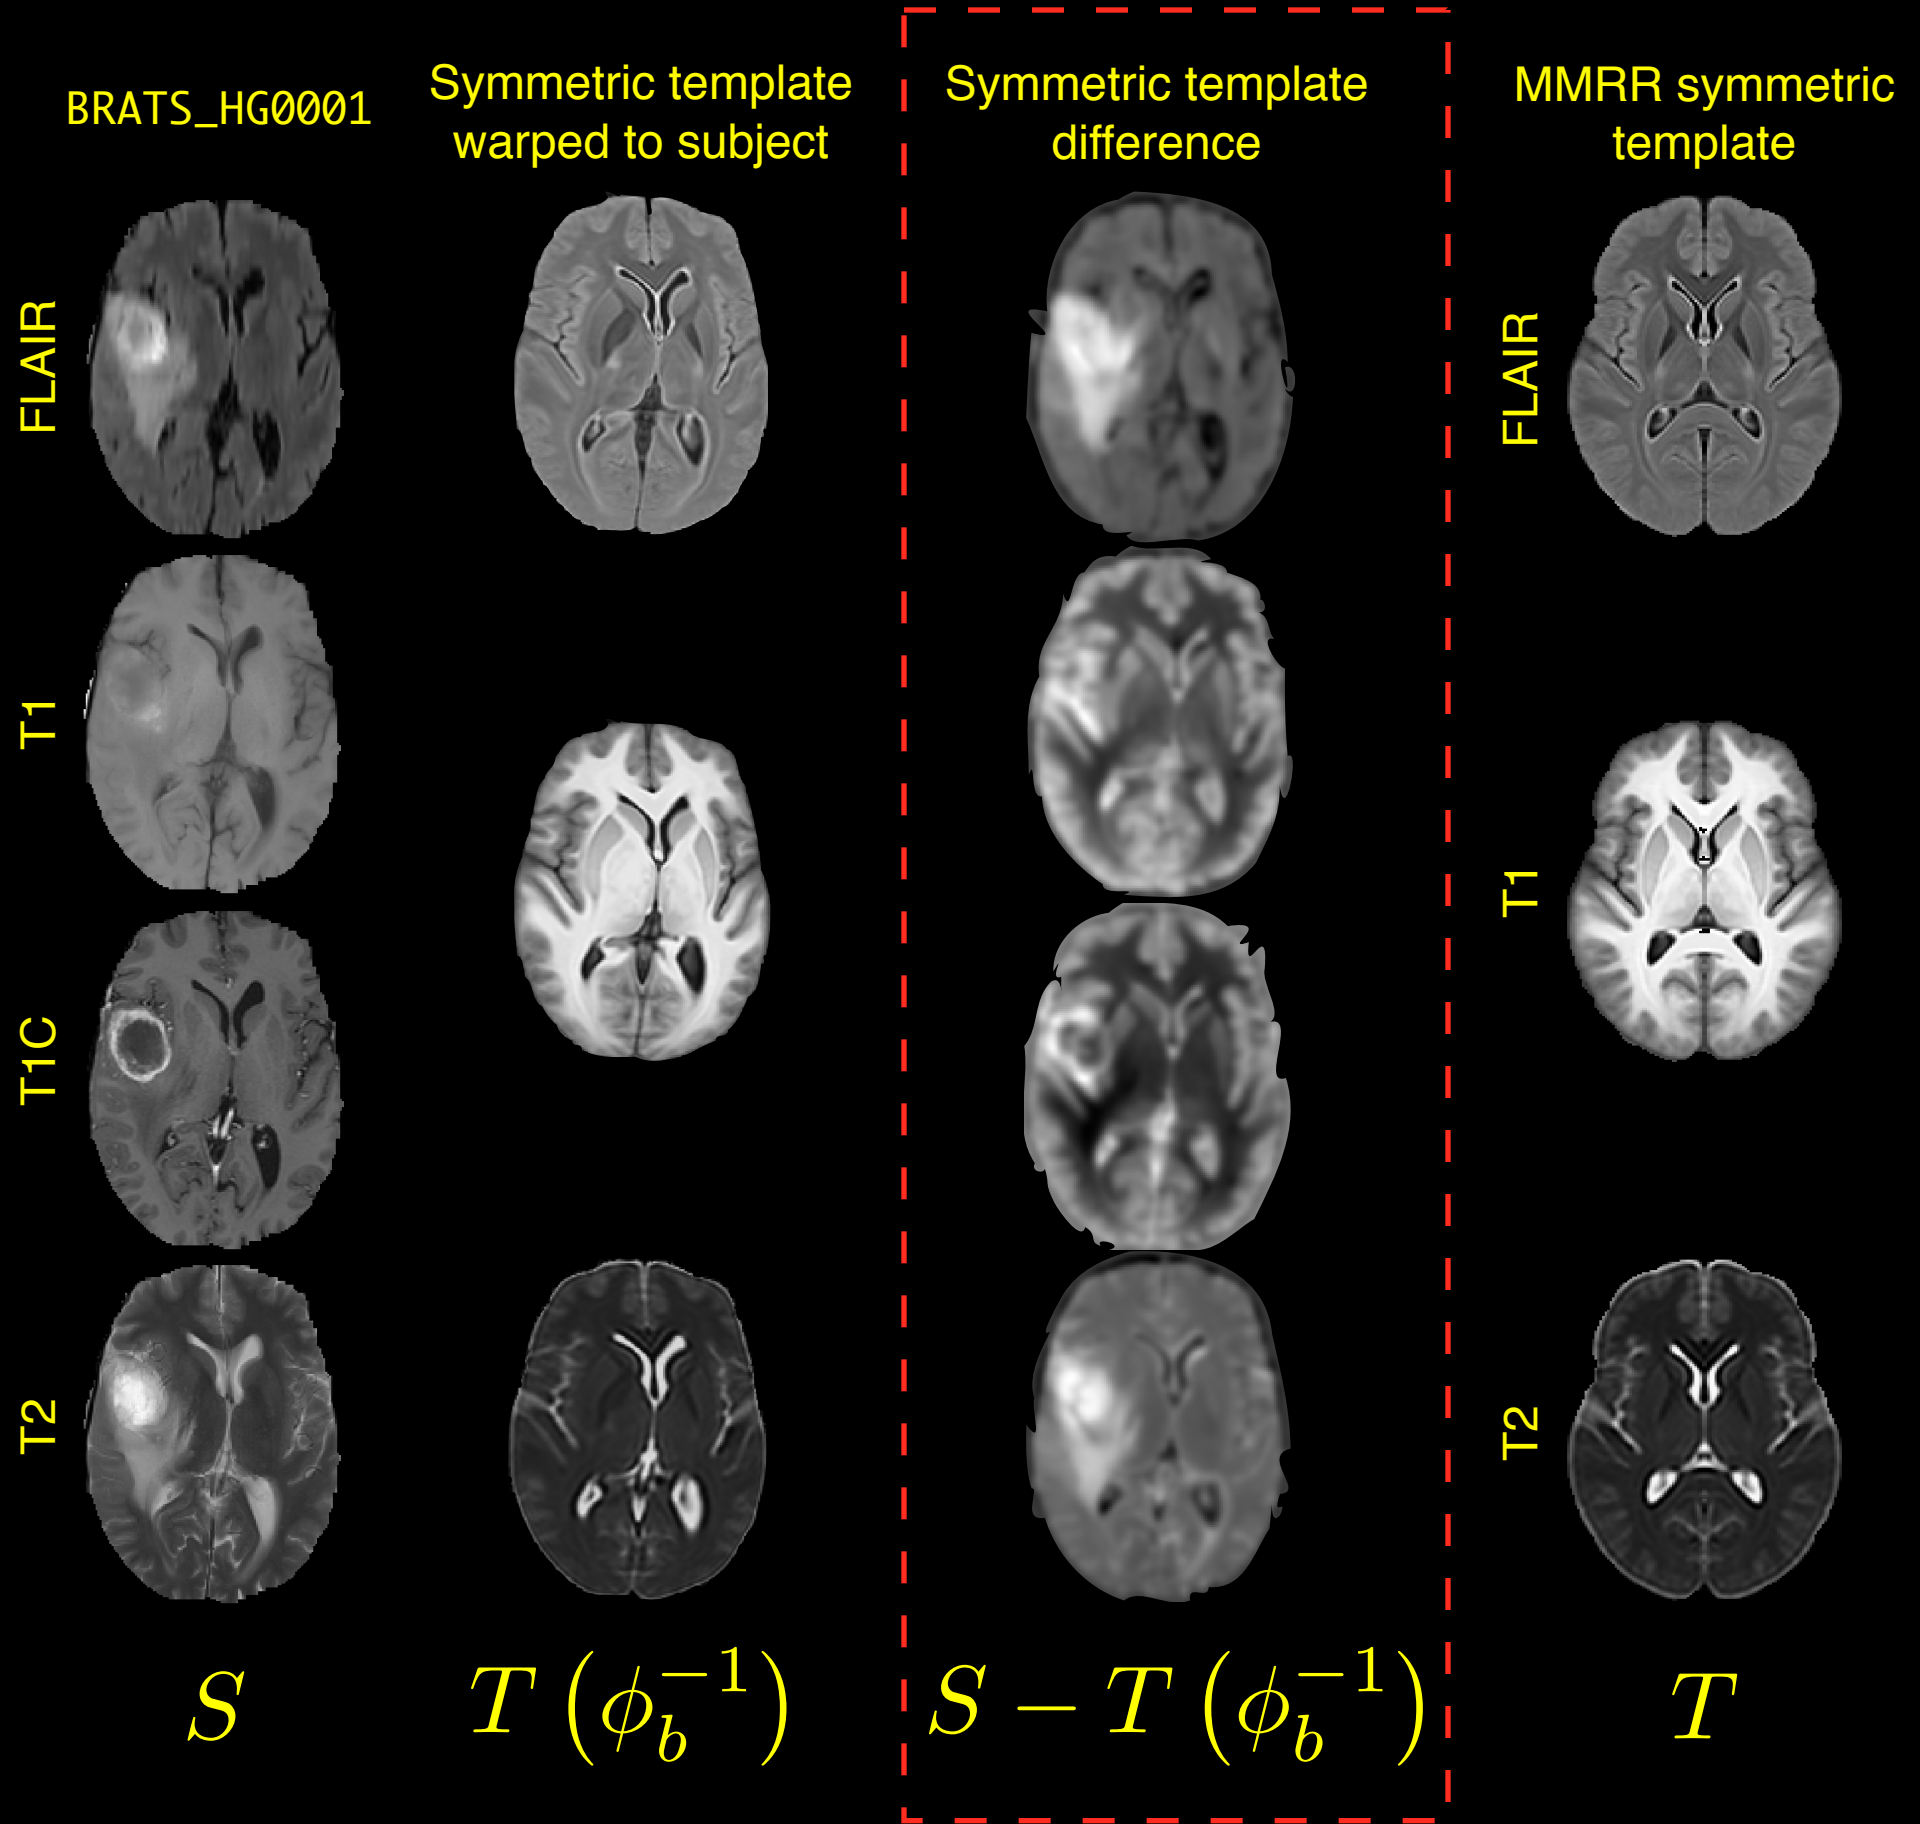 BRATS_HG0001
Symmetric template
warped to subject
Symmetric template
difference
MMRR symmetric
template
FLAIR
T1
T1C
T2
FLAIR
T1
T2
S
T(ϕ_b^{-1})
S − T(ϕ_b^{-1})
T